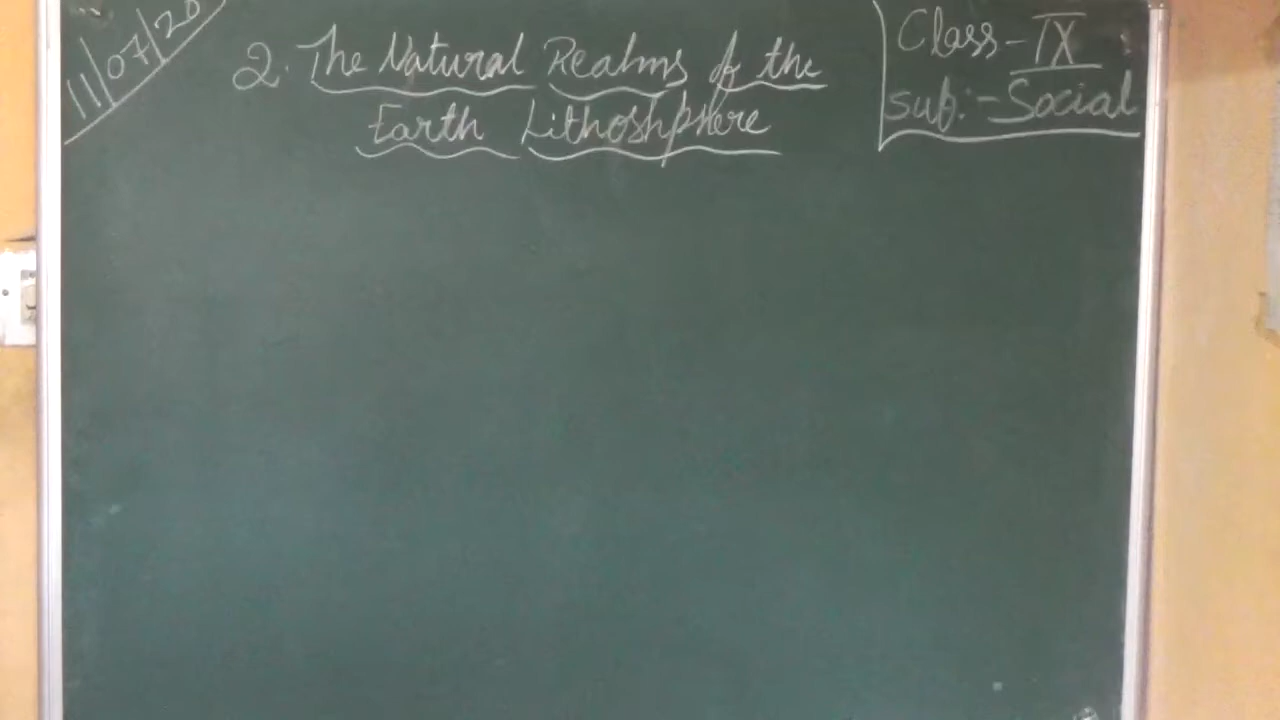 11/07/20
2. The Natural Realms of the
Earth Lithoshphere
Class - IX
sub:- Social